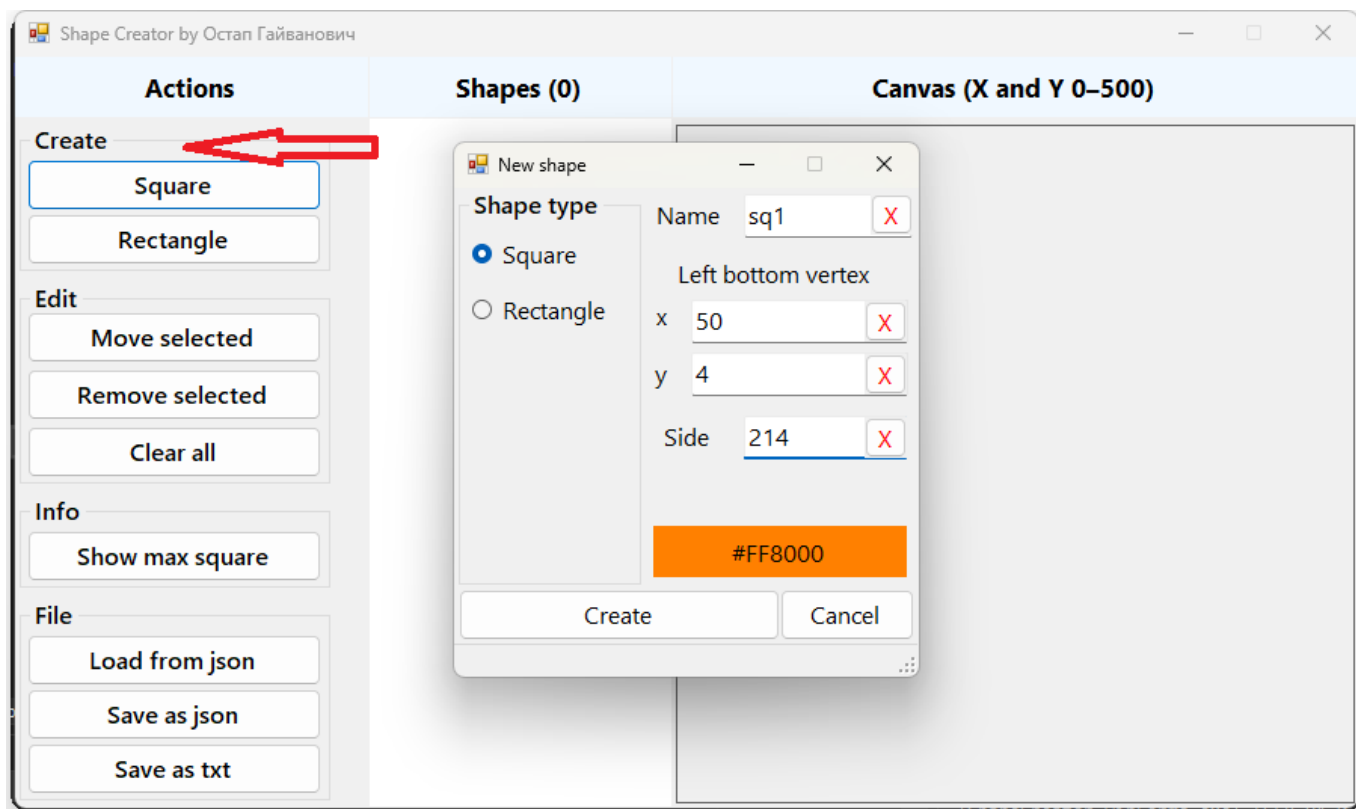 Shape Creator by Остап Гайванович
Actions
Shapes (0)
Canvas (X and Y 0–500)
Create
Square
Rectangle
Edit
Move selected
Remove selected
Clear all
Info
Show max square
File
Load from json
Save as json
Save as txt
New shape
Shape type
Square
Rectangle
Name sq1 X
Left bottom vertex
x 50 X
y 4 X
Side 214 X
#FF8000
Create Cancel